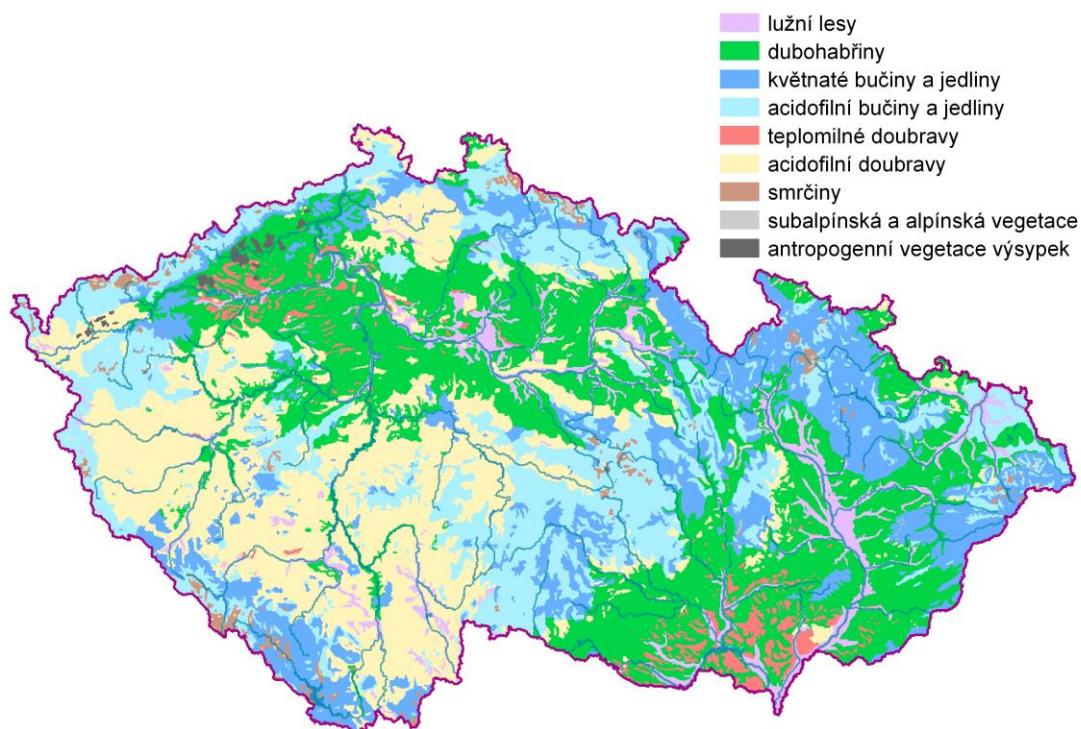 lužní lesy
dubohabřiny
květnaté bučiny a jedliny
acidofilní bučiny a jedliny
teplomilné doubravy
acidofilní doubravy
smrčiny
subalpínská a alpínská vegetace
antropogenní vegetace výsypek